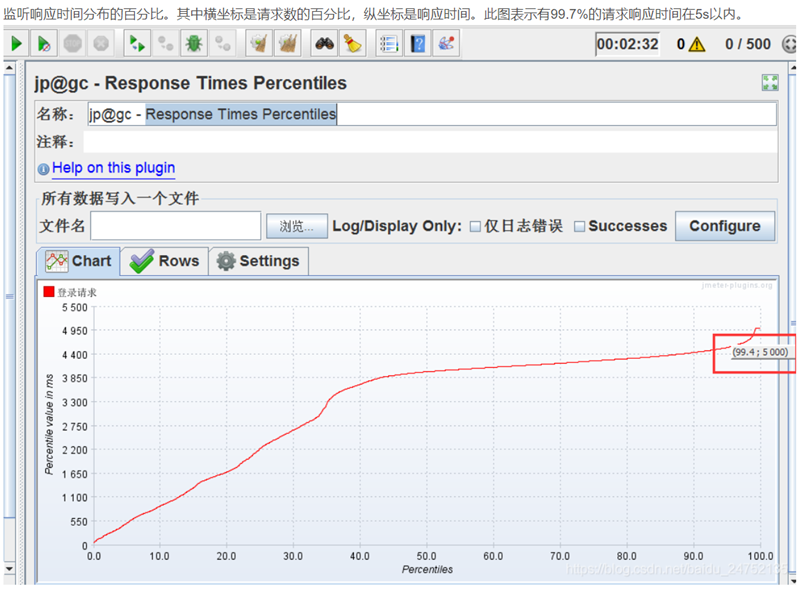 监听响应时间分布的百分比。其中横坐标是请求数的百分比，纵坐标是响应时间。此图表示有99.7%的请求响应时间在5s以内。
00:02:32 0 0 / 500
jp@gc - Response Times Percentiles
名称： jp@gc - Response Times Percentiles
注释：
Help on this plugin
所有数据写入一个文件
文件名 浏览... Log/Display Only: 仅日志错误 Successes Configure
Chart Rows Settings
jmeter-plugins.org
登录请求
5 500
4 950
4 400
3 850
3 300
2 750
2 200
1 650
1 100
550
0
Percentile value in ms
(99.4 ; 5 000)
0.0 10.0 20.0 30.0 40.0 50.0 60.0 70.0 80.0 90.0 100.0
Percentiles